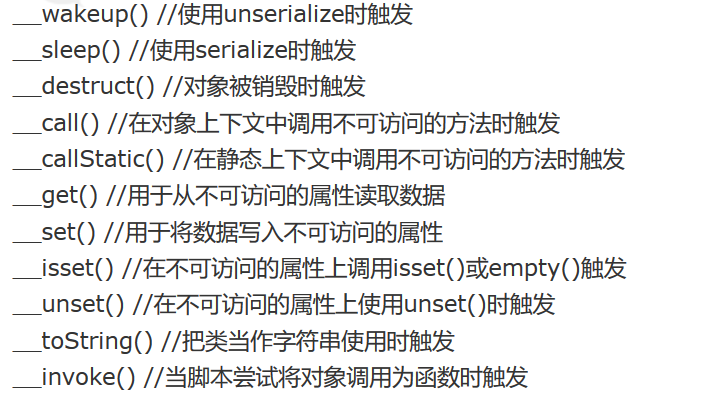 __wakeup() //使用unserialize时触发
__sleep() //使用serialize时触发
__destruct() //对象被销毁时触发
__call() //在对象上下文中调用不可访问的方法时触发
__callStatic() //在静态上下文中调用不可访问的方法时触发
__get() //用于从不可访问的属性读取数据
__set() //用于将数据写入不可访问的属性
__isset() //在不可访问的属性上调用isset()或empty()触发
__unset() //在不可访问的属性上使用unset()时触发
__toString() //把类当作字符串使用时触发
__invoke() //当脚本尝试将对象调用为函数时触发